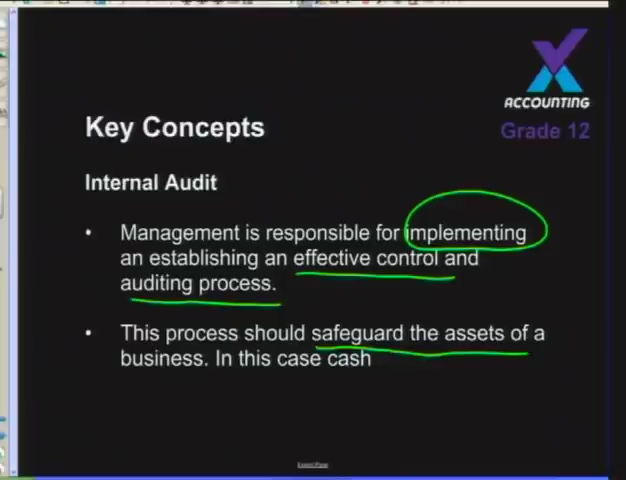 ACCOUNTING
Grade 12
Key Concepts
Internal Audit
• Management is responsible for implementing
an establishing an effective control and
auditing process.
• This process should safeguard the assets of a
business. In this case cash